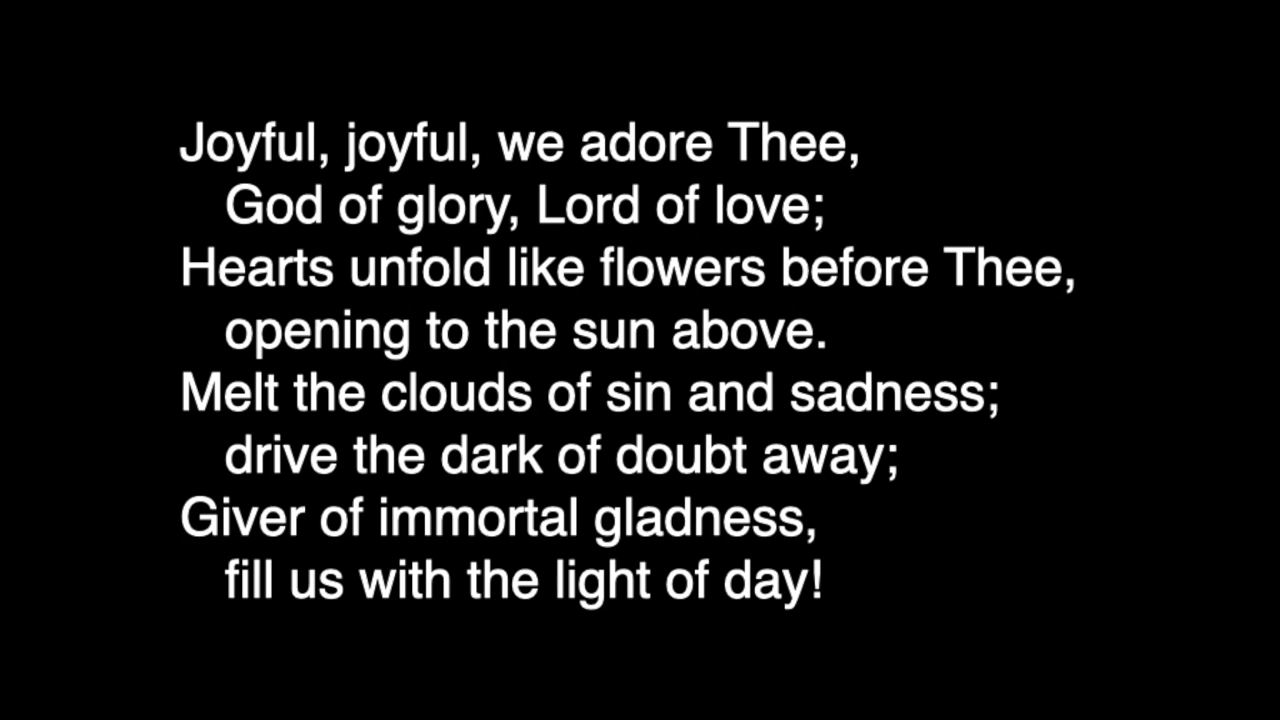 Joyful, joyful, we adore Thee,
God of glory, Lord of love;
Hearts unfold like flowers before Thee,
opening to the sun above.
Melt the clouds of sin and sadness;
drive the dark of doubt away;
Giver of immortal gladness,
fill us with the light of day!